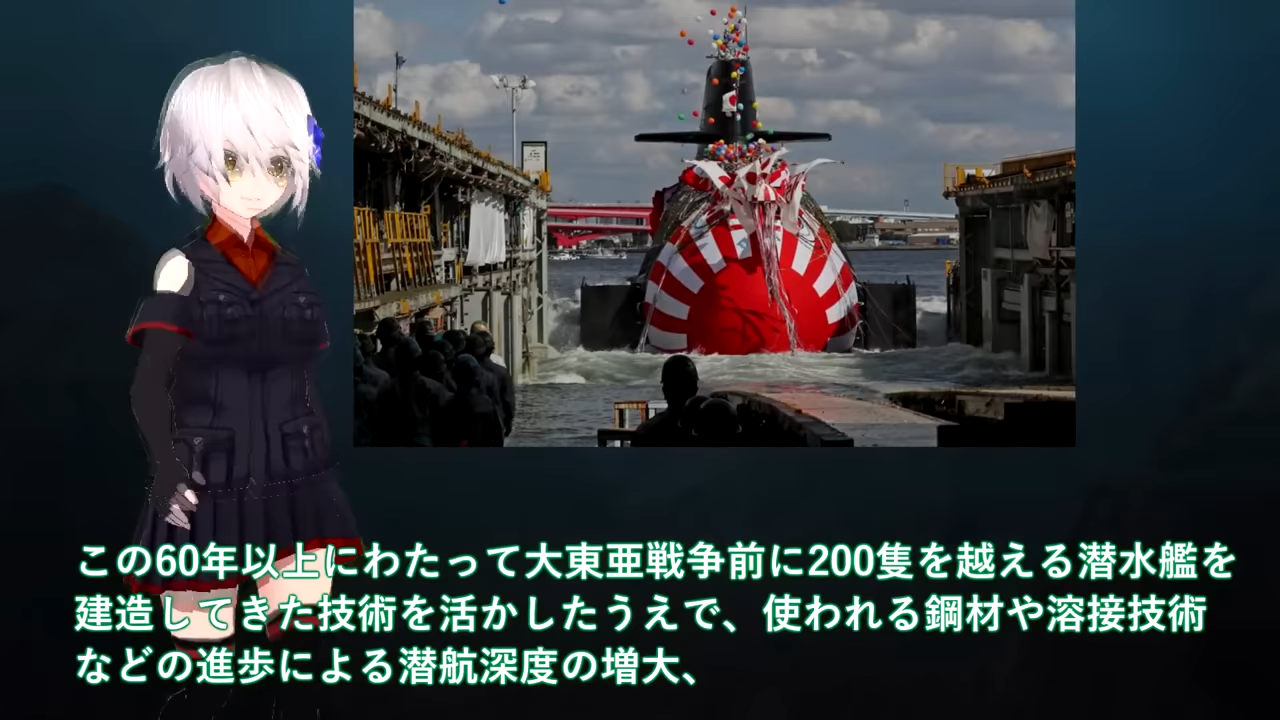 この60年以上にわたって大東亜戦争前に200隻を越える潜水艦を
建造してきた技術を活かしたうえで、使われる鋼材や溶接技術
などの進歩による潜航深度の増大、